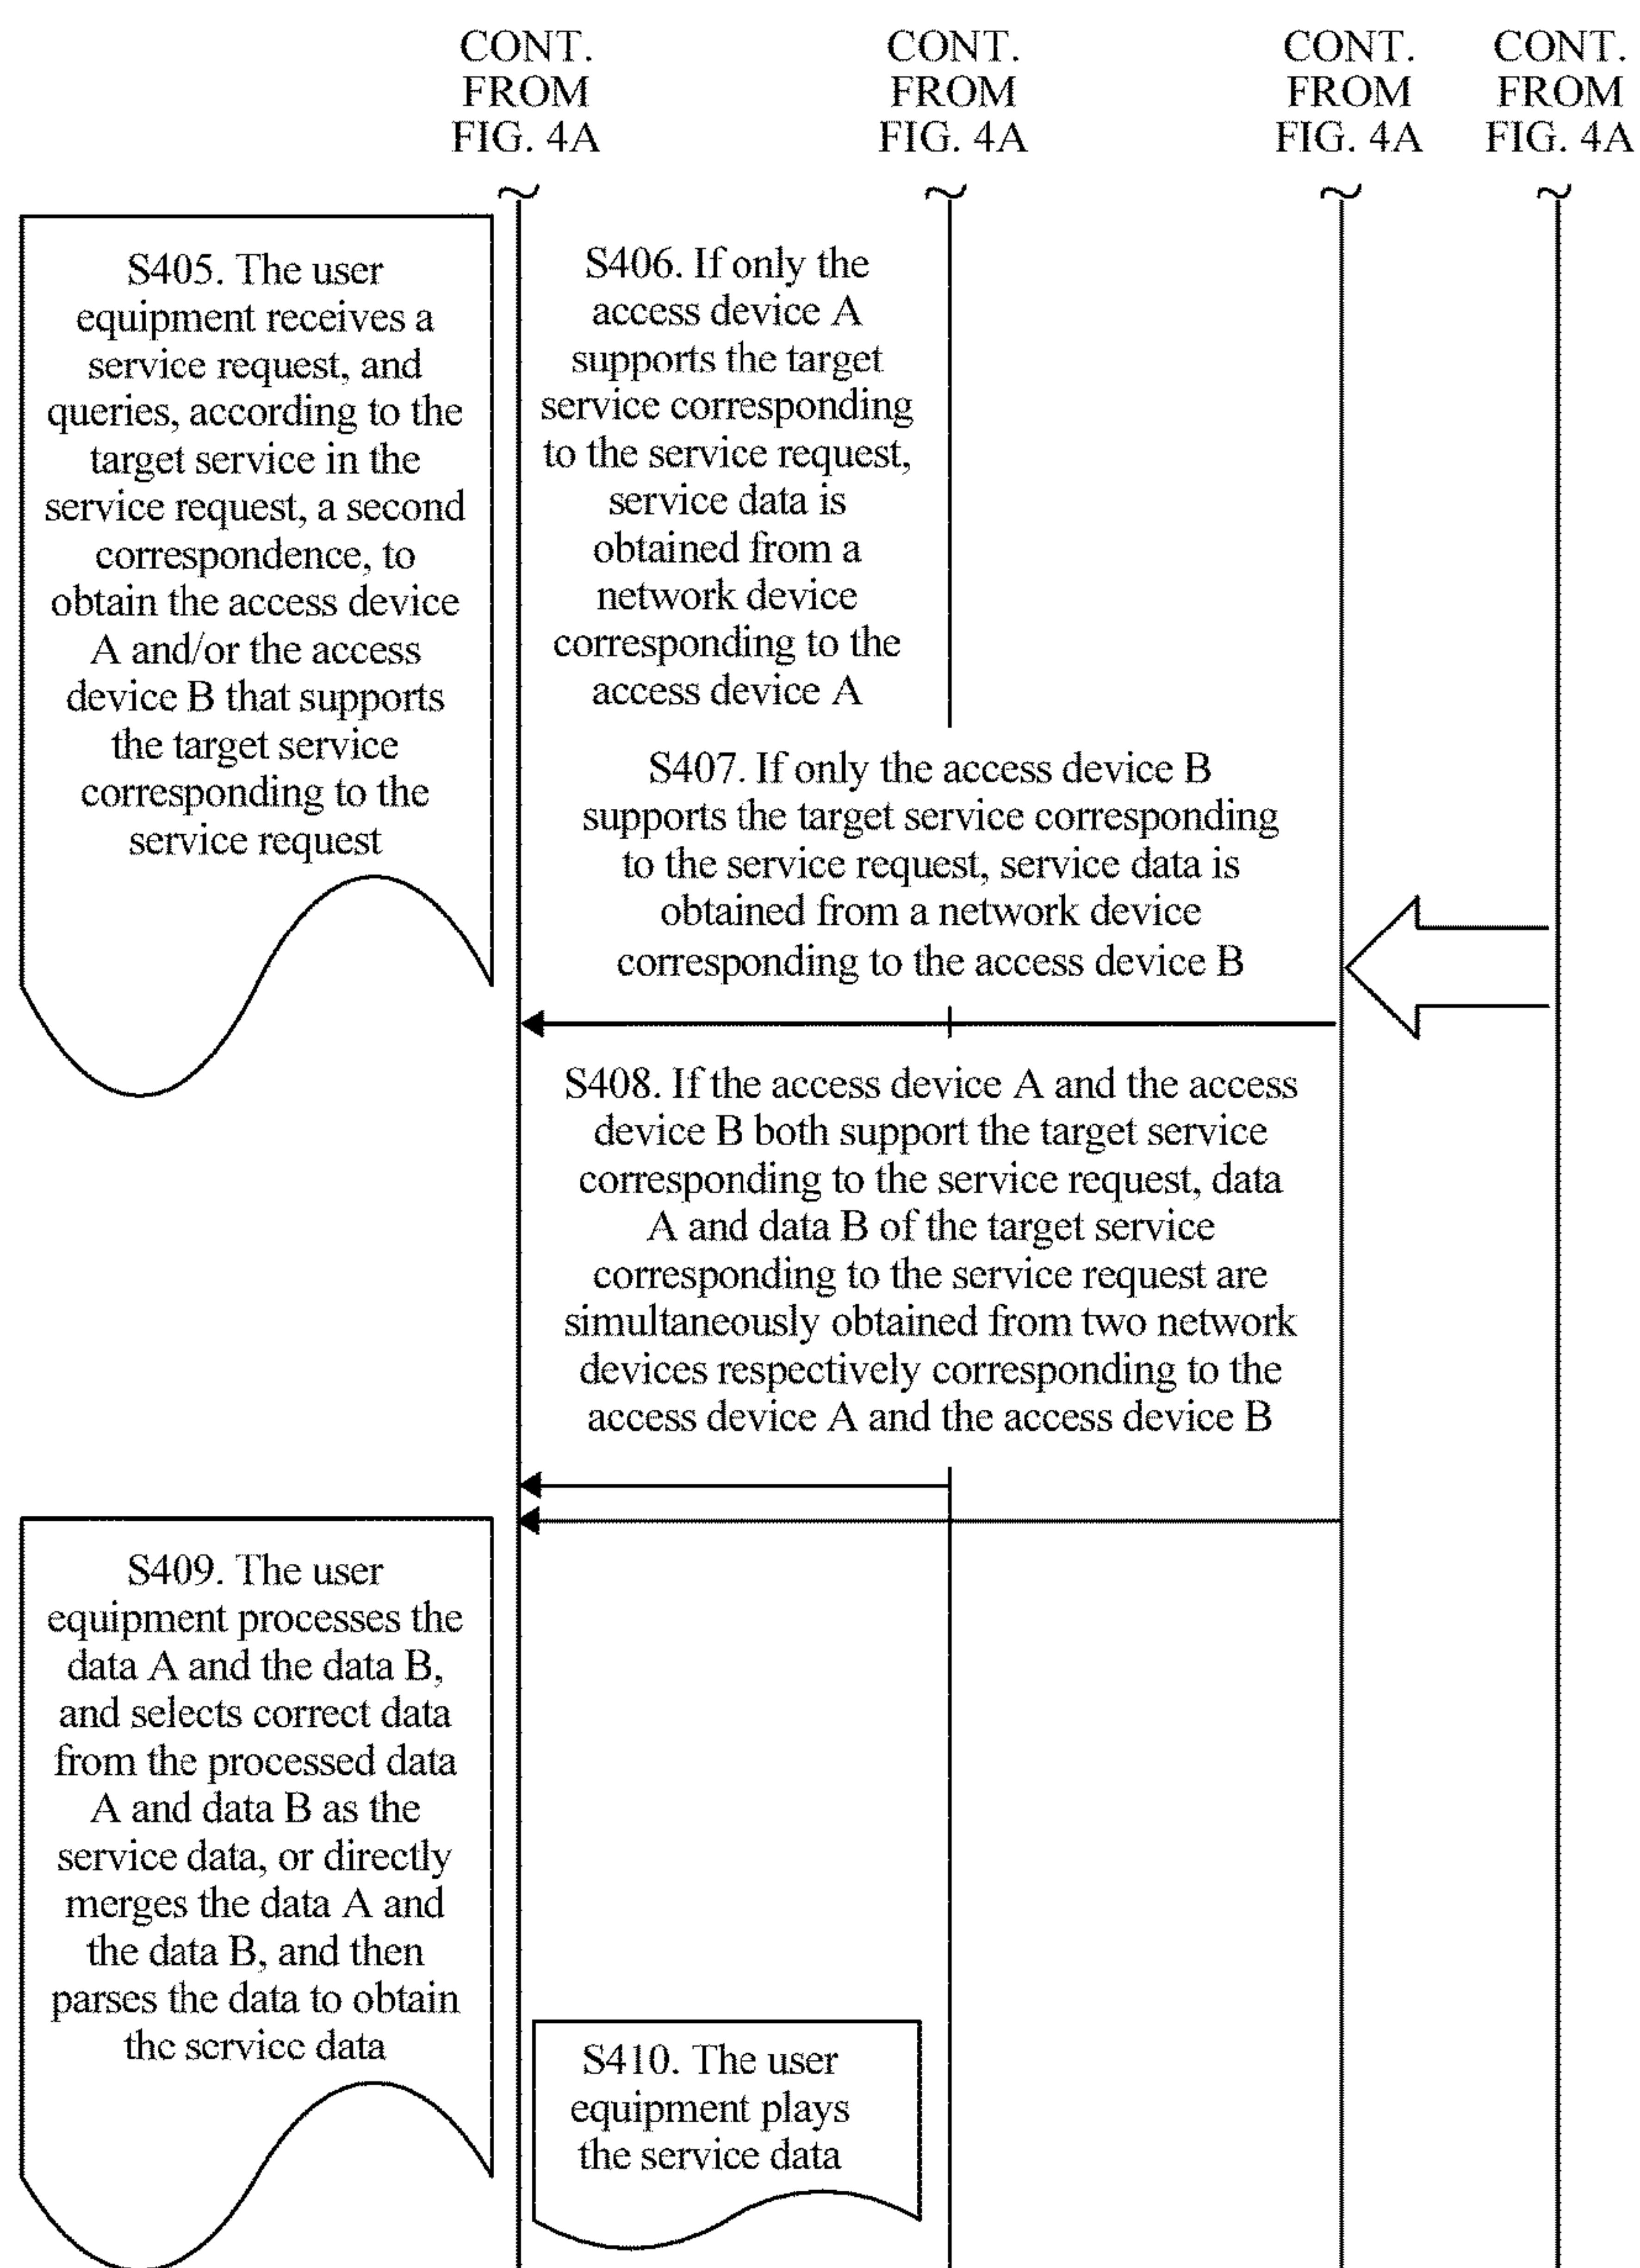 CONT.
FROM
FIG. 4A
CONT.
FROM
FIG. 4A
CONT.
FROM
FIG. 4A
CONT.
FROM
FIG. 4A
S405. The user
equipment receives a
service request, and
queries, according to the
target service in the
service request, a second
correspondence, to
obtain the access device
A and/or the access
device B that supports
the target service
corresponding to the
service request
S406. If only the
access device A
supports the target
service corresponding
to the service request,
service data is
obtained from a
network device
corresponding to the
access device A
S407. If only the access device B
supports the target service corresponding
to the service request, service data is
obtained from a network device
corresponding to the access device B
S408. If the access device A and the access
device B both support the target service
corresponding to the service request, data
A and data B of the target service
corresponding to the service request are
simultaneously obtained from two network
devices respectively corresponding to the
access device A and the access device B
S409. The user
equipment processes the
data A and the data B,
and selects correct data
from the processed data
A and data B as the
service data, or directly
merges the data A and
the data B, and then
parses the data to obtain
the service data
S410. The user
equipment plays
the service data